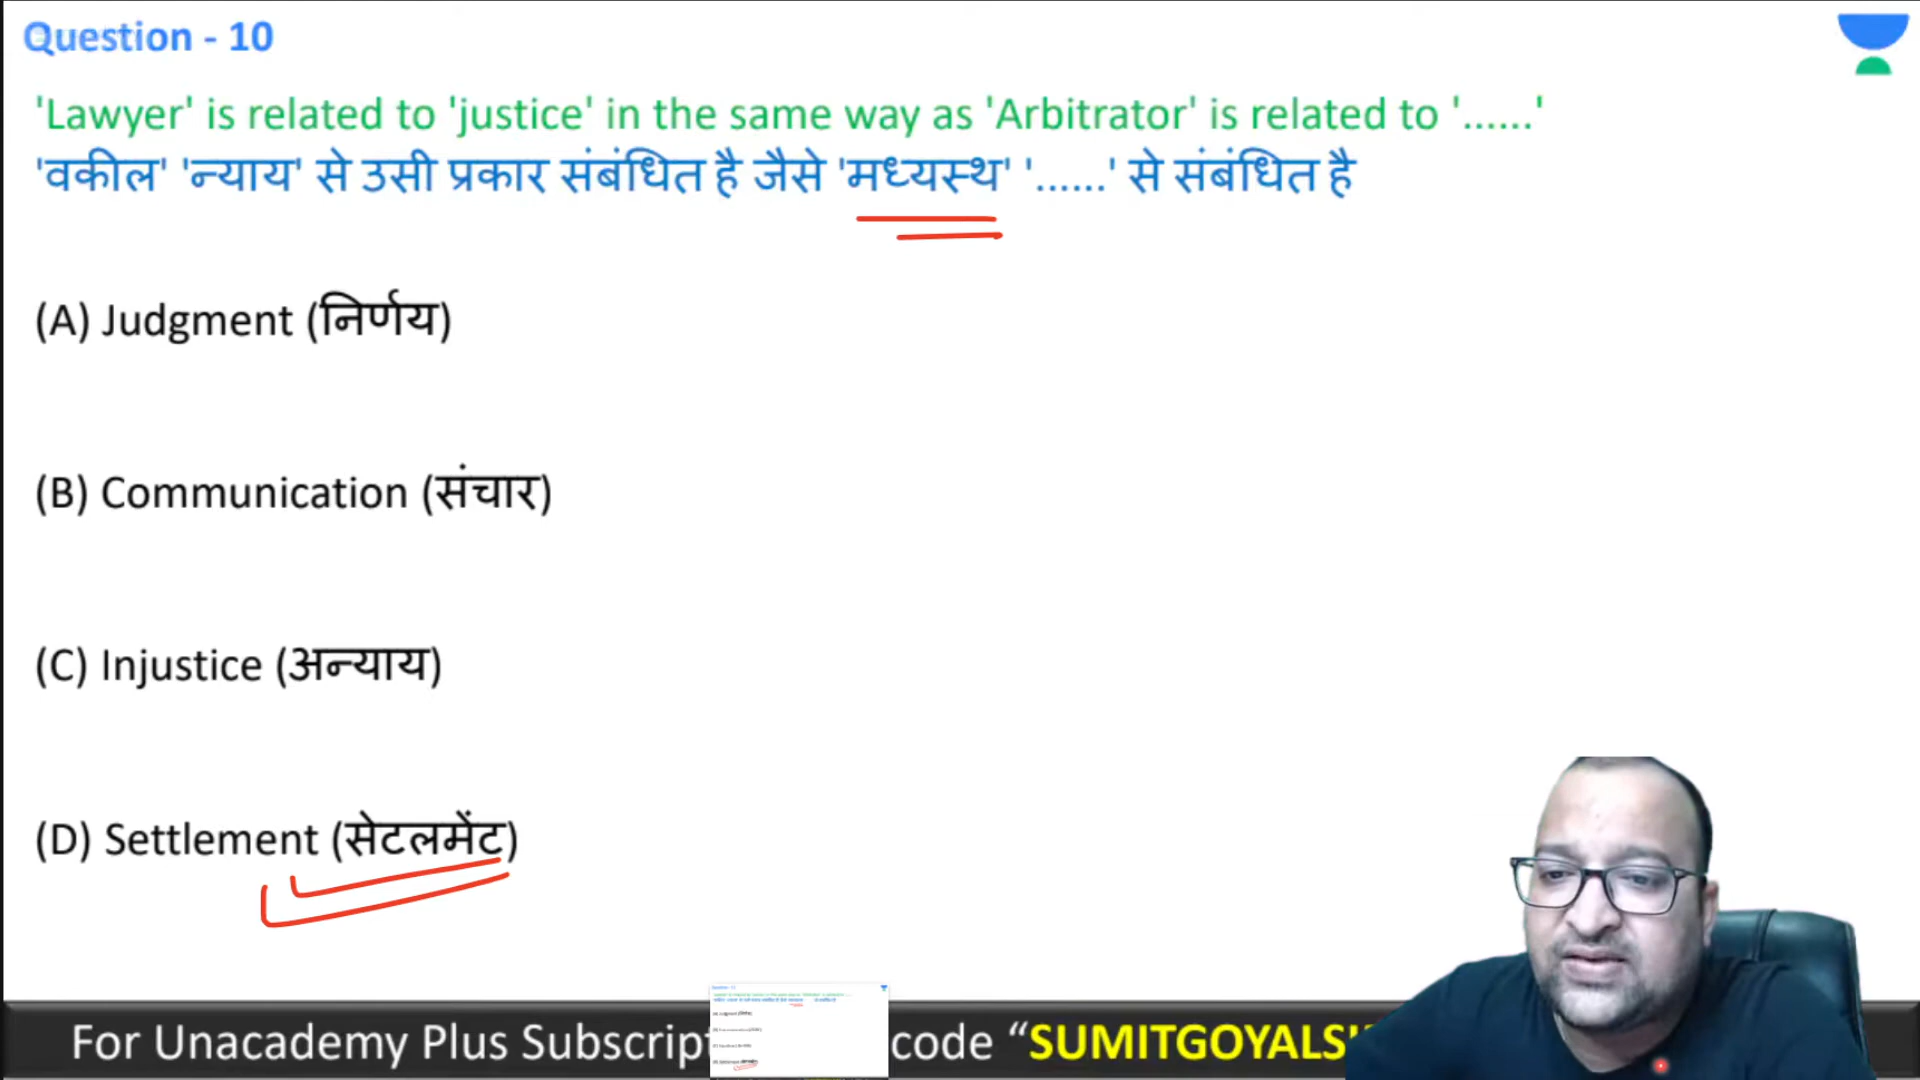 Question - 10
'Lawyer' is related to 'justice' in the same way as 'Arbitrator' is related to '......'
'वकील' 'न्याय' से उसी प्रकार संबंधित है जैसे 'मध्यस्थ' '......' से संबंधित है
(A) Judgment (निर्णय)
(B) Communication (संचार)
(C) Injustice (अन्याय)
(D) Settlement (सेटलमेंट)
For Unacademy Plus Subscript code “SUMITGOYALS